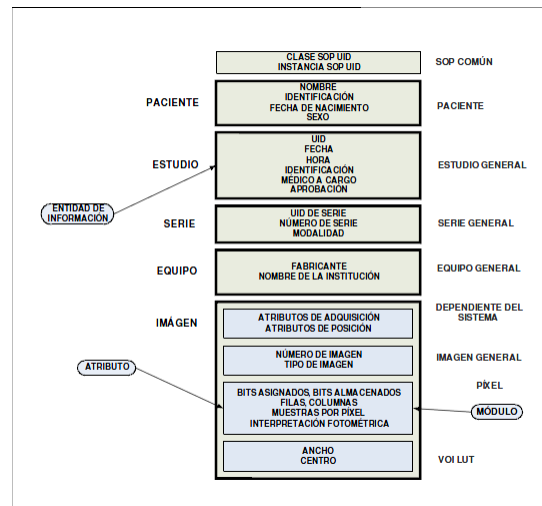 CLASE SOP UID
INSTANCIA SOP UID
SOP COMÚN
PACIENTE
NOMBRE
IDENTIFICACIÓN
FECHA DE NACIMIENTO
SEXO
PACIENTE
ESTUDIO
UID
FECHA
HORA
IDENTIFICACIÓN
MÉDICO A CARGO
APROBACIÓN
ESTUDIO GENERAL
ENTIDAD DE
INFORMACIÓN
SERIE
UID DE SERIE
NÚMERO DE SERIE
MODALIDAD
SERIE GENERAL
EQUIPO
FABRICANTE
NOMBRE DE LA INSTITUCIÓN
EQUIPO GENERAL
IMÁGEN
ATRIBUTOS DE ADQUISICIÓN
ATRIBUTOS DE POSICIÓN
DEPENDIENTE DEL
SISTEMA
NÚMERO DE IMAGEN
TIPO DE IMAGEN
IMAGEN GENERAL
ATRIBUTO
BITS ASIGNADOS, BITS ALMACENADOS
FILAS, COLUMNAS
MUESTRAS POR PÍXEL
INTERPRETACIÓN FOTOMÉTRICA
PÍXEL
MÓDULO
ANCHO
CENTRO
VOI LUT